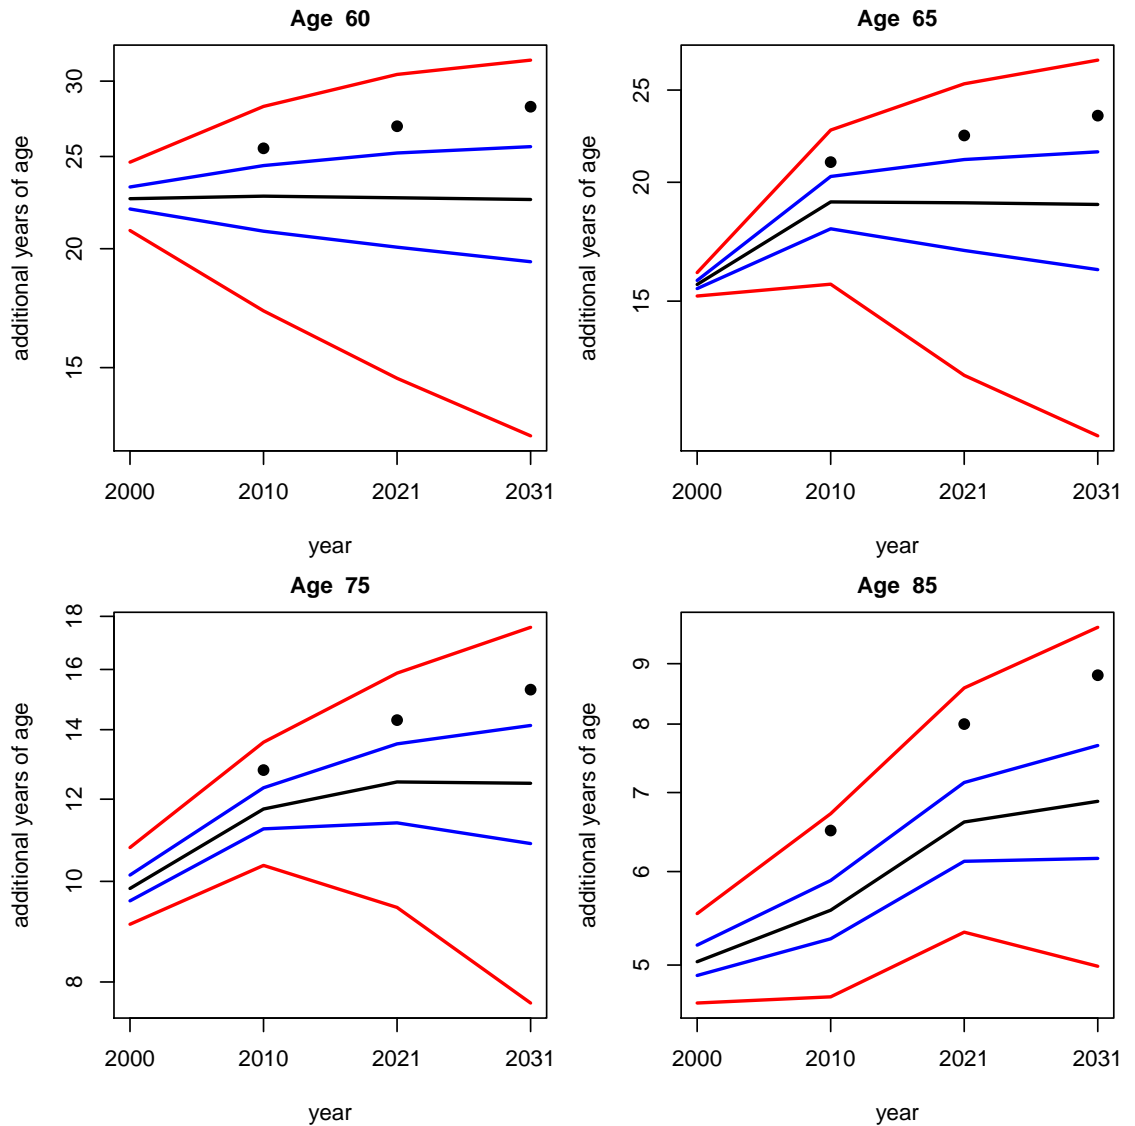 Age 60
additional years of age
30
25
20
15
2000 2010 2021 2031
year
Age 65
additional years of age
25
20
15
2000 2010 2021 2031
year
Age 75
additional years of age
18
16
14
12
10
8
2000 2010 2021 2031
year
Age 85
additional years of age
9
8
7
6
5
2000 2010 2021 2031
year